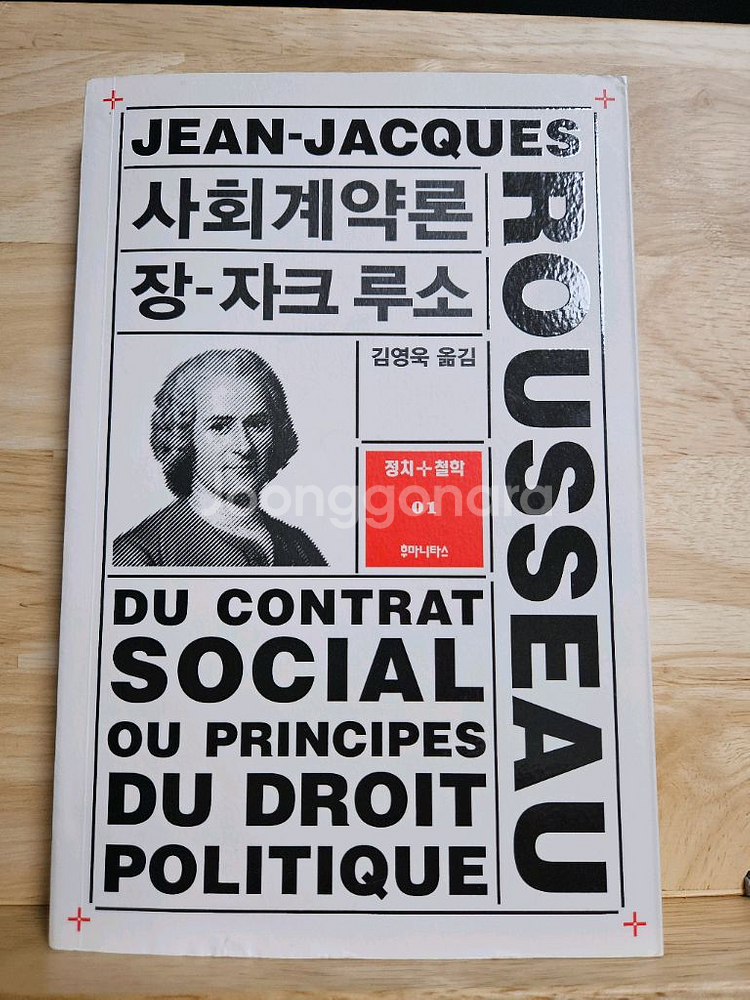 JEAN-JACQUES
ROUSSEAU
사회계약론
장-자크 루소
김영욱 옮김
정치+철학
01
후마니타스
joonggonara
DU CONTRAT
SOCIAL
OU PRINCIPES
DU DROIT
POLITIQUE